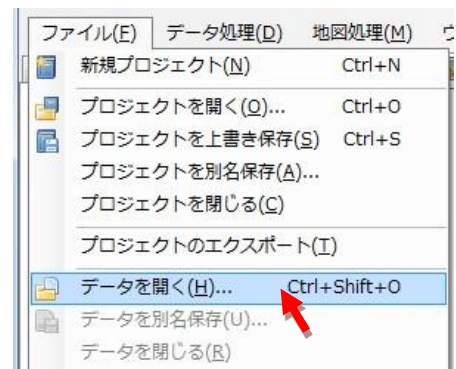 ファイル(F) データ処理(D) 地図処理(M)
新規プロジェクト(N) Ctrl+N
プロジェクトを開く(O)... Ctrl+O
プロジェクトを上書き保存(S) Ctrl+S
プロジェクトを別名保存(A)...
プロジェクトを閉じる(C)
プロジェクトのエクスポート(T)
データを開く(H)... Ctrl+Shift+O
データを別名保存(U)...
データを閉じる(R)